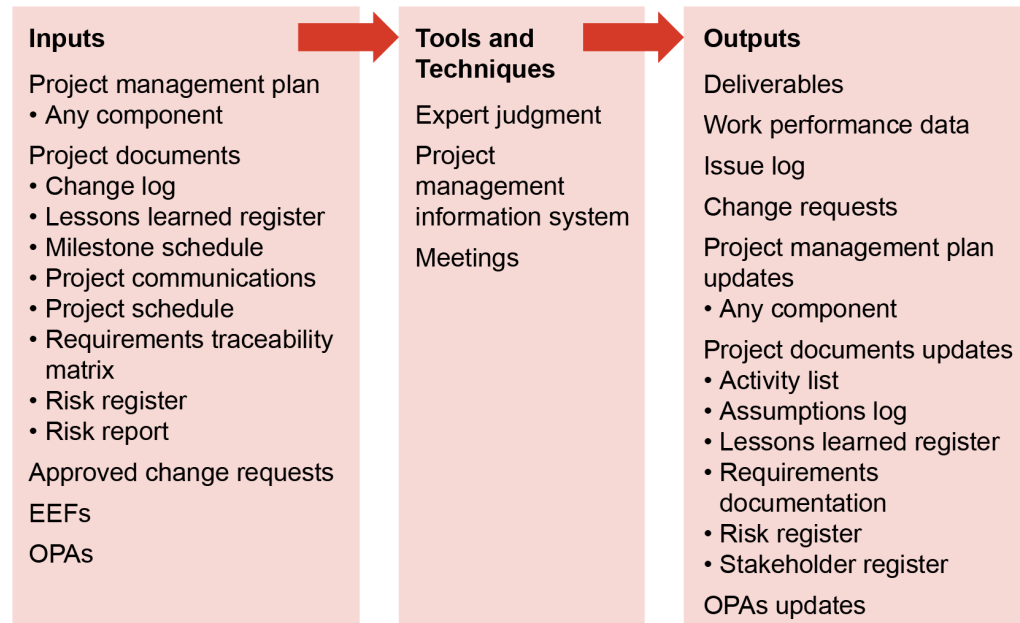 Inputs
Project management plan
• Any component
Project documents
• Change log
• Lessons learned register
• Milestone schedule
• Project communications
• Project schedule
• Requirements traceability
matrix
• Risk register
• Risk report
Approved change requests
EEFs
OPAs
Tools and
Techniques
Expert judgment
Project
management
information system
Meetings
Outputs
Deliverables
Work performance data
Issue log
Change requests
Project management plan
updates
• Any component
Project documents updates
• Activity list
• Assumptions log
• Lessons learned register
• Requirements
documentation
• Risk register
• Stakeholder register
OPAs updates